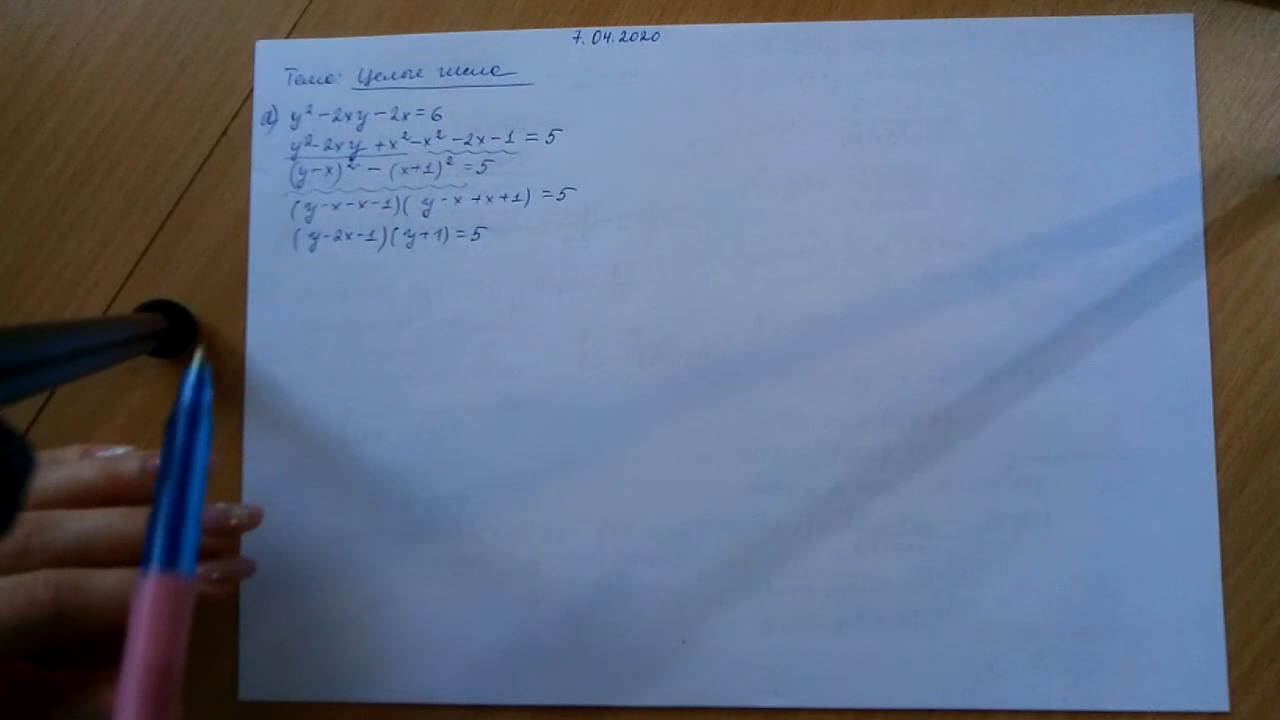 7.04.2020
Тема: Целые числа
а) y² - 2xy - 2x = 6
y² - 2xy + x² - x² - 2x - 1 = 5
(y-x)² - (x+1)² = 5
(y-x-x-1)(y-x+x+1) = 5
(y-2x-1)(y+1) = 5